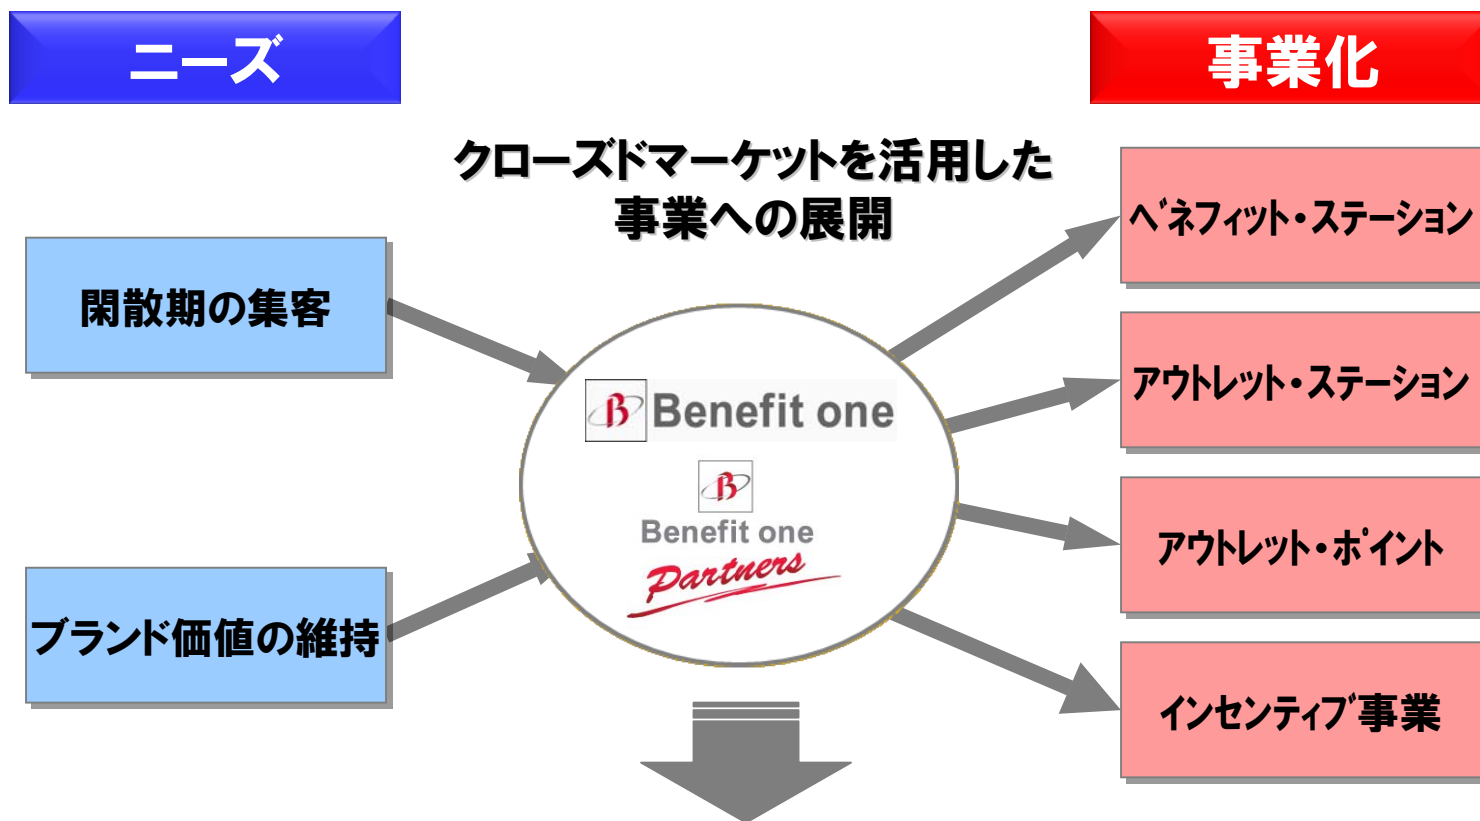 ニーズ
事業化
クローズドマーケットを活用した
事業への展開
閑散期の集客
ブランド価値の維持
B Benefit one
B
Benefit one
Partners
ﾍﾞネフィット・ステーション
アウトレット・ステーション
アウトレット・ﾎﾟイント
インセンティﾌﾞ事業